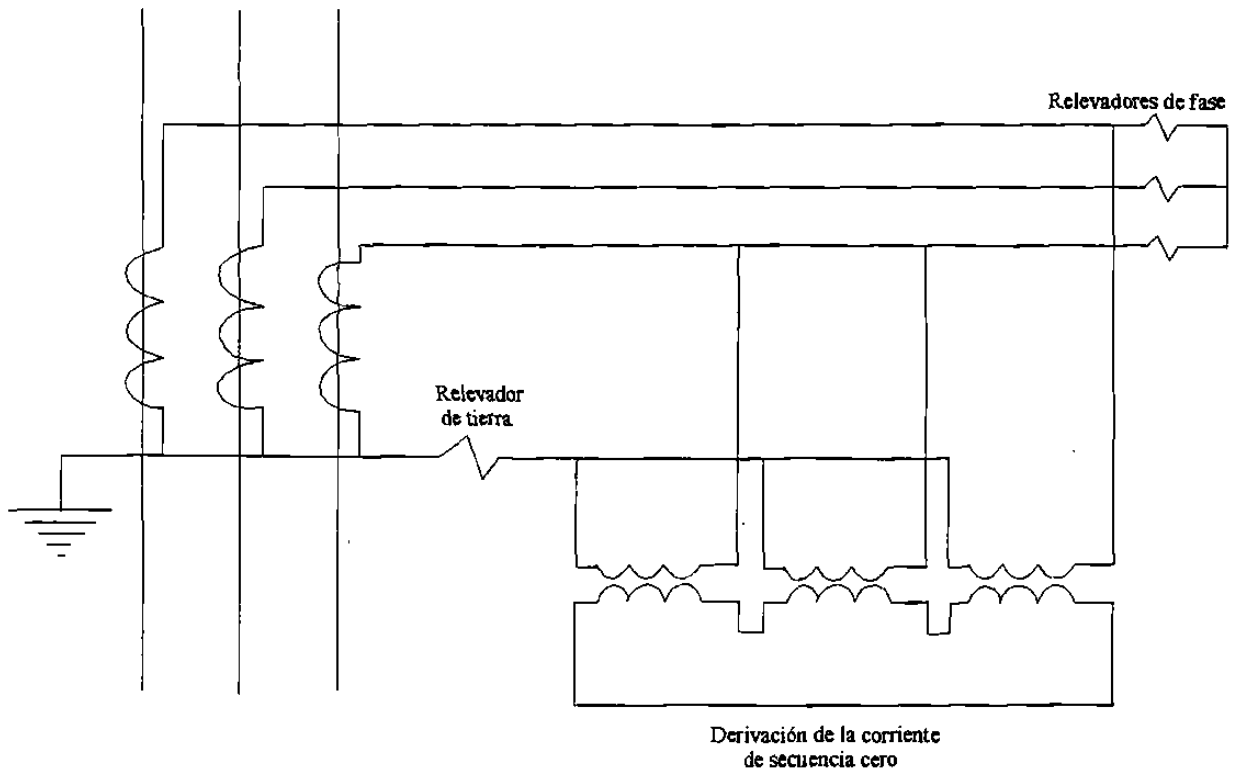 Relevadores de fase
Relevador
de tierra
Derivación de la corriente
de secuencia cero